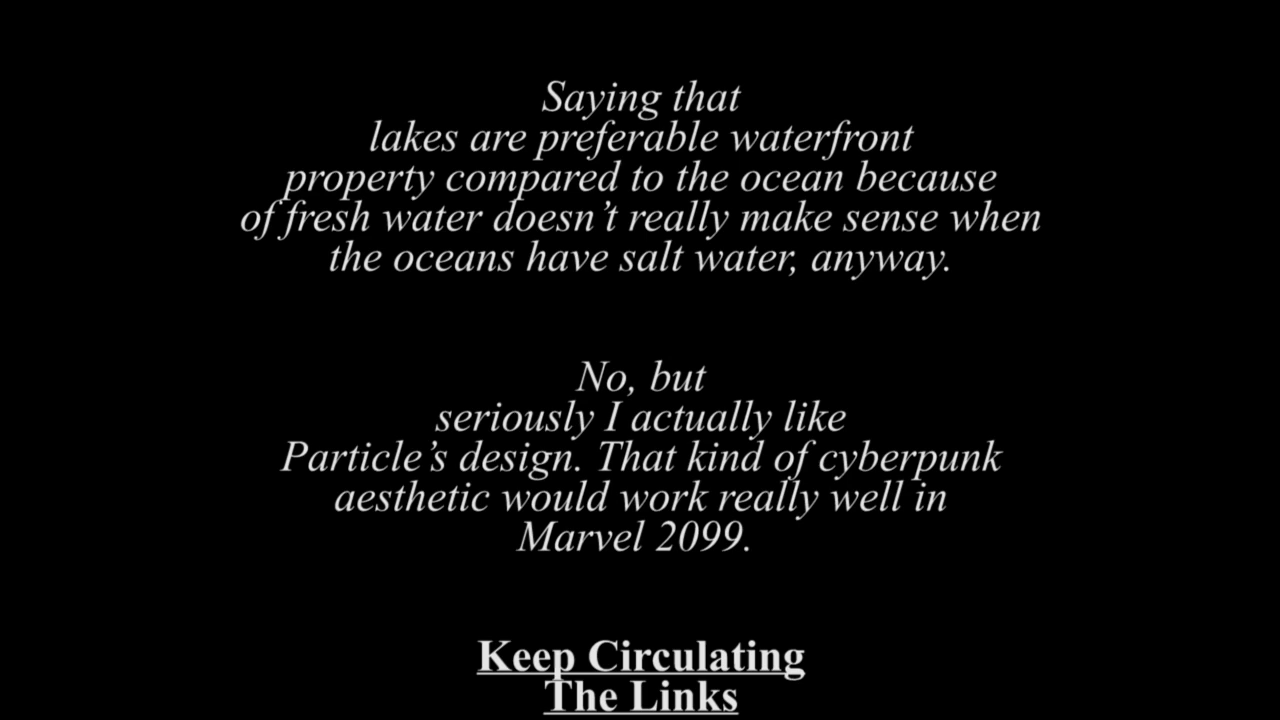 Saying that
lakes are preferable waterfront
property compared to the ocean because
of fresh water doesn’t really make sense when
the oceans have salt water, anyway.
No, but
seriously I actually like
Particle’s design. That kind of cyberpunk
aesthetic would work really well in
Marvel 2099.
Keep Circulating
The Links